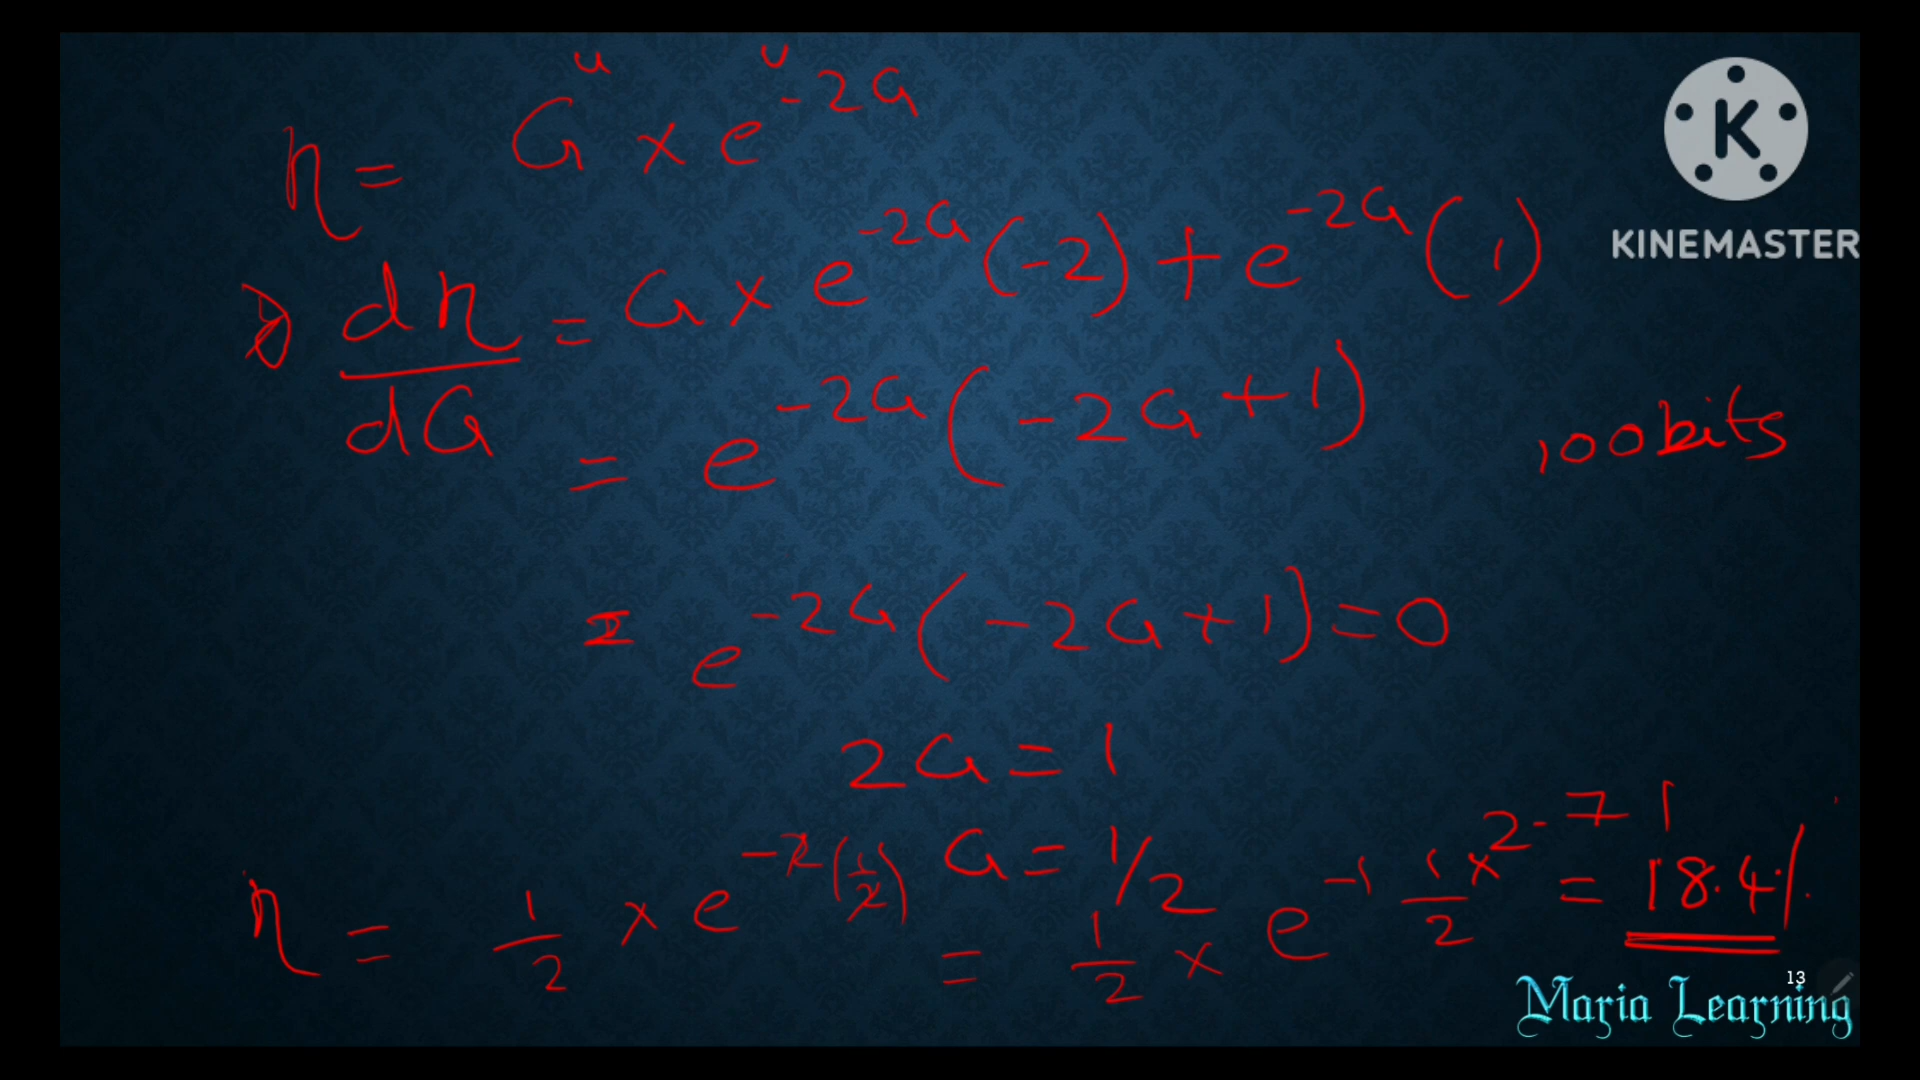 u v
η = G × e^-2G
KINEMASTER
⇒ dη/dG = G × e^-2G (-2) + e^-2G (1)
= e^-2G (-2G+1)
100 bits
= e^-2G (-2G+1) = 0
2G = 1
G = 1/2
η = 1/2 × e^-2(1/2) = 1/2 × e^-1 1/2 × 2.71 = 18.4%
13
Maria Learning